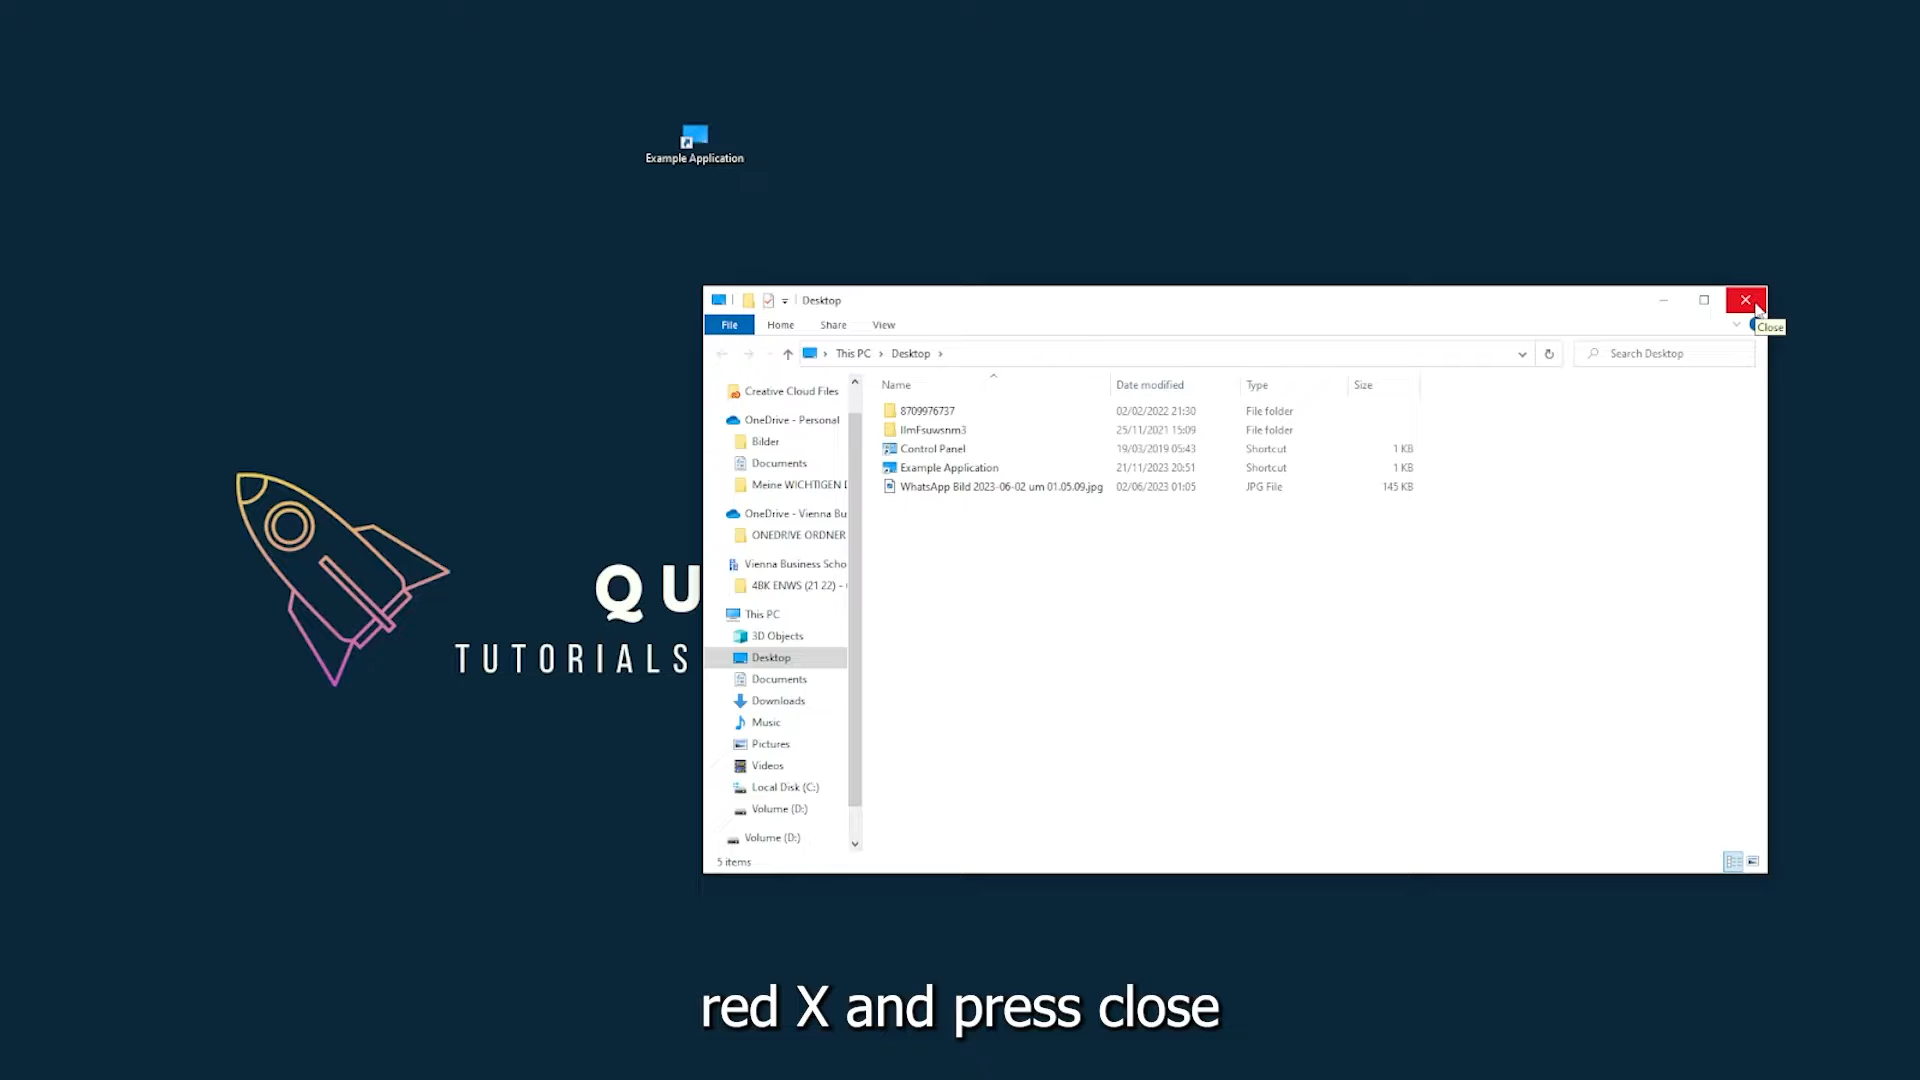 Example Application
Desktop
File Home Share View
Close
This PC › Desktop ›
Search Desktop
Name Date modified Type Size
8709976737 02/02/2022 21:30 File folder
IlmFsuwsnm3 25/11/2021 15:09 File folder
Control Panel 19/03/2019 05:43 Shortcut 1 KB
Example Application 21/11/2023 20:51 Shortcut 1 KB
WhatsApp Bild 2023-06-02 um 01.05.09.jpg 02/06/2023 01:05 JPG File 145 KB
Creative Cloud Files
OneDrive - Personal
Bilder
Documents
Meine WICHTIGEN
OneDrive - Vienna Bu
ONEDRIVE ORDNER
Vienna Business Scho
4BK ENWS (21 22) -
This PC
3D Objects
Desktop
Documents
Downloads
Music
Pictures
Videos
Local Disk (C:)
Volume (D:)
Volume (D:)
5 items
QU
TUTORIALS
red X and press close